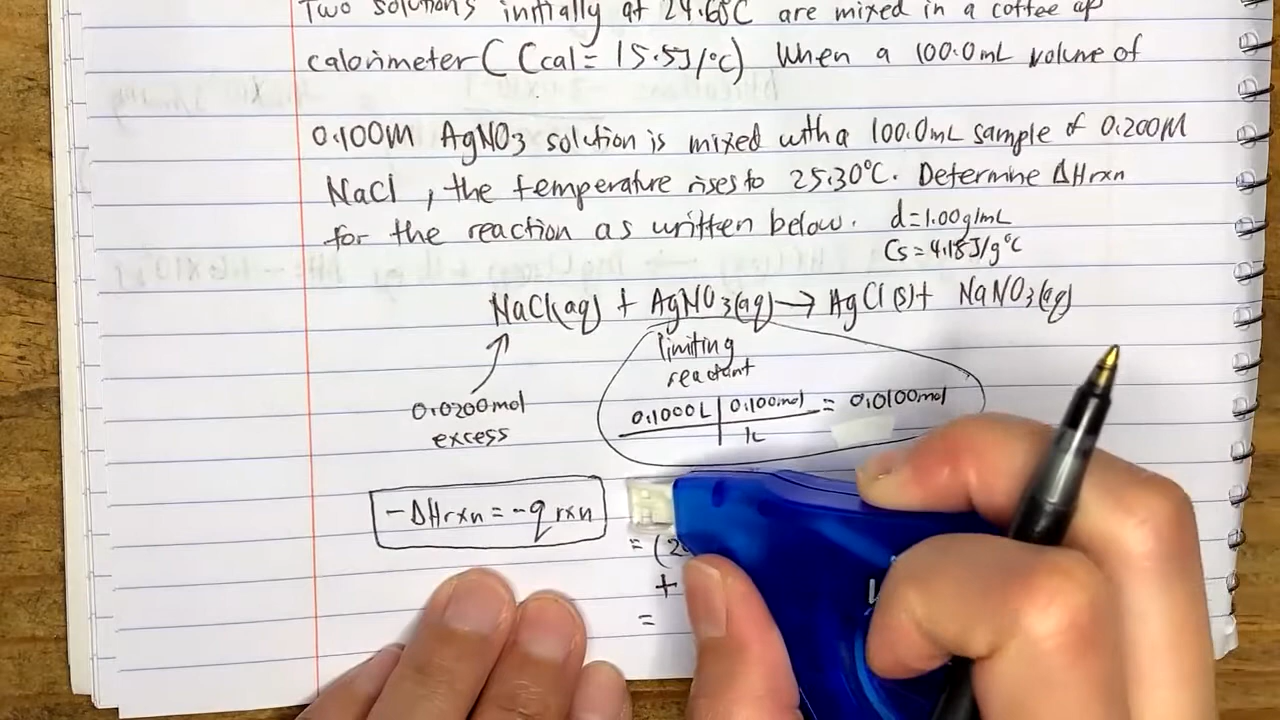 Two solutions initially at 24.60°C are mixed in a coffee cup
calorimeter (Ccal = 15.5J/°C) When a 100.0mL volume of
0.100M AgNO3 solution is mixed with a 100.0mL sample of 0.200M
NaCl, the temperature rises to 25.30°C. Determine ΔHrxn
for the reaction as written below. d=1.00g/mL
Cs = 4.18J/g°C
NaCl(aq) + AgNO3(aq) → AgCl(s) + NaNO3(aq)
limiting
reactant
0.1000L | 0.100mol = 0.0100mol
1L
0.0200mol
excess
-ΔHrxn = -qrxn
= (2
+
=